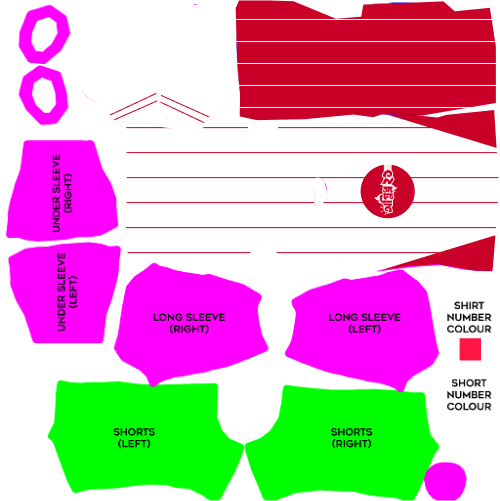 UNDER SLEEVE
(RIGHT)
UNDER SLEEVE
(LEFT)
LONG SLEEVE
(RIGHT)
LONG SLEEVE
(LEFT)
SHIRT
NUMBER
COLOUR
SHORT
NUMBER
COLOUR
SHORTS
(LEFT)
SHORTS
(RIGHT)